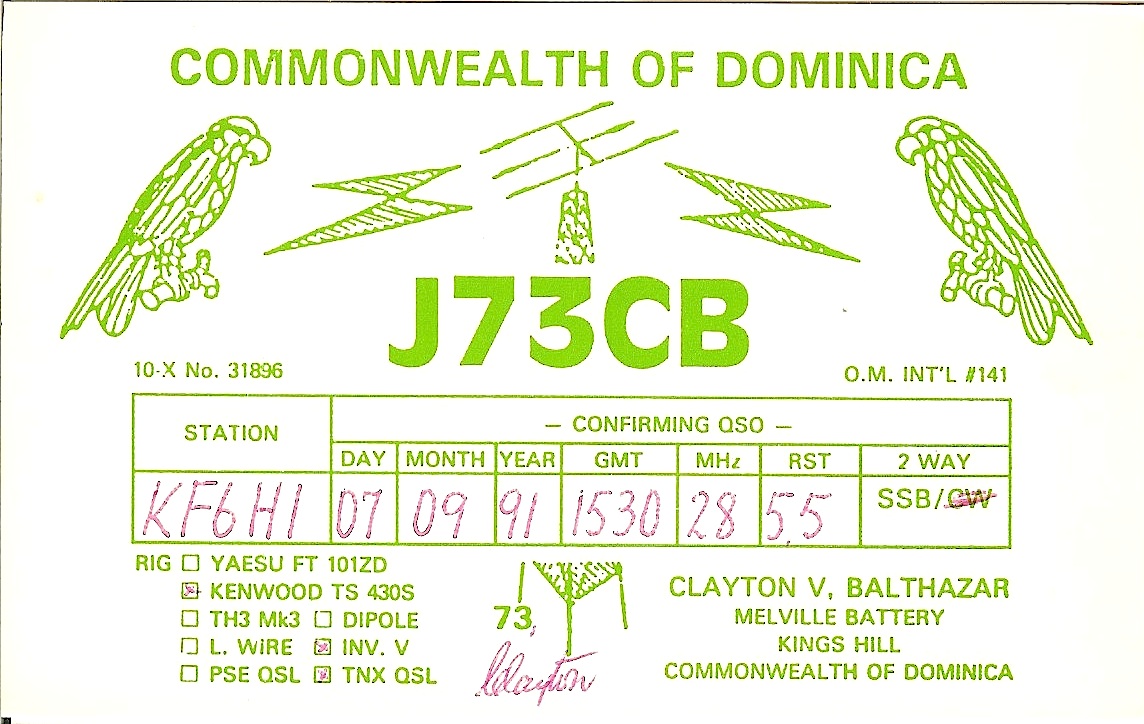 COMMONWEALTH OF DOMINICA
J73CB
10-X No. 31896
O.M. INT'L #141
STATION
— CONFIRMING QSO —
DAY MONTH YEAR GMT MHz RST 2 WAY
KF6HI 07 09 91 1530 28 5,5 SSB/CW
RIG YAESU FT 101ZD
KENWOOD TS 430S
TH3 Mk3 DIPOLE
L. WiRE INV. V
PSE QSL TNX QSL
73,
Clayton
CLAYTON V, BALTHAZAR
MELVILLE BATTERY
KINGS HILL
COMMONWEALTH OF DOMINICA